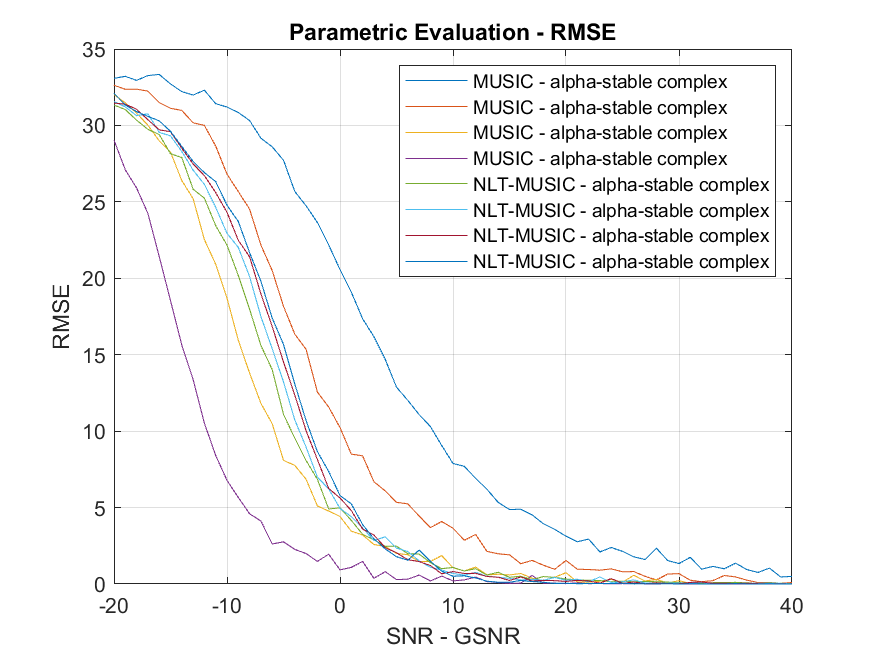 Parametric Evaluation - RMSE
35
30
25
20
15
10
5
0
RMSE
MUSIC - alpha-stable complex
MUSIC - alpha-stable complex
MUSIC - alpha-stable complex
MUSIC - alpha-stable complex
NLT-MUSIC - alpha-stable complex
NLT-MUSIC - alpha-stable complex
NLT-MUSIC - alpha-stable complex
NLT-MUSIC - alpha-stable complex
-20 -10 0 10 20 30 40
SNR - GSNR